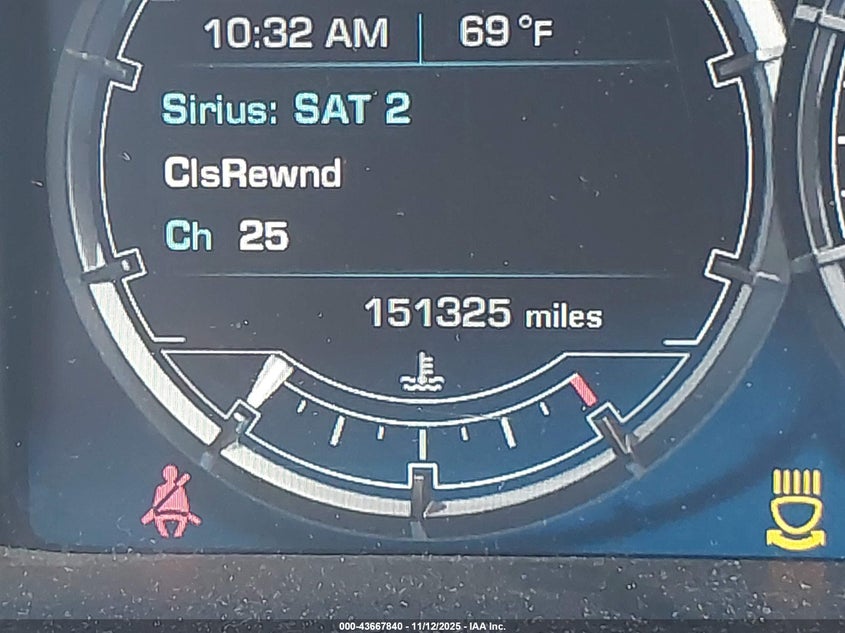 10:32 AM 69 °F
Sirius: SAT 2
ClsRewnd
Ch 25
151325 miles
000-43667840 - 11/12/2025 - IAA Inc.